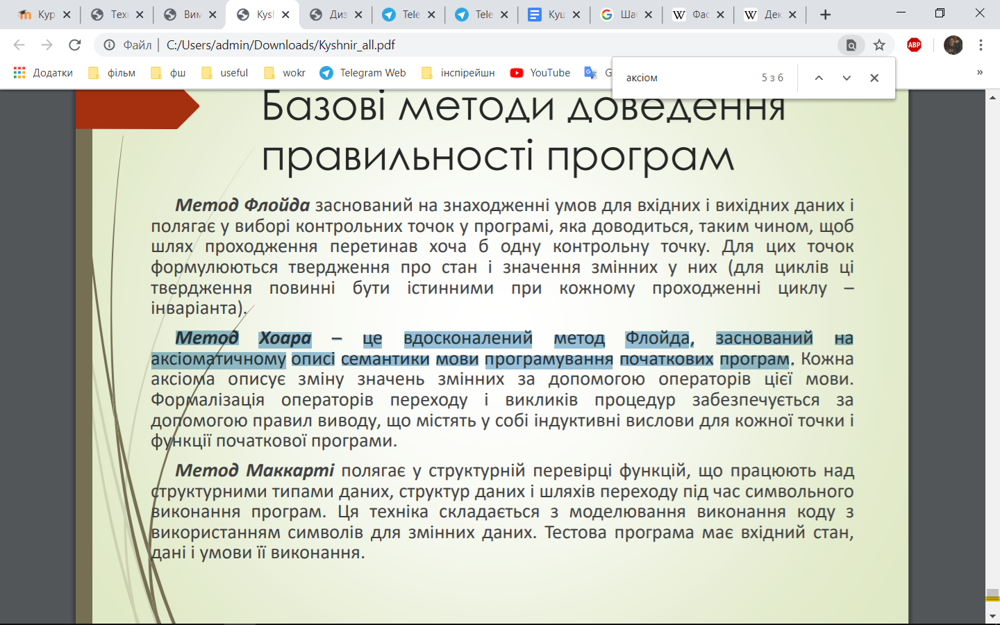 Кур
Техн
Вим
Kysh
Диз
Tele
Tele
Куш
Шаб
Фас
Дек
Файл
C:/Users/admin/Downloads/Kyshnir_all.pdf
ABP
Додатки
фільм
фш
useful
wokr
Telegram Web
інспірейшн
YouTube
G
»
аксіом
5 з 6
Базові методи доведення
правильності програм
Метод Флойда заснований на знаходженні умов для вхідних і вихідних даних і
полягає у виборі контрольних точок у програмі, яка доводиться, таким чином, щоб
шлях проходження перетинав хоча б одну контрольну точку. Для цих точок
формулюються твердження про стан і значення змінних у них (для циклів ці
твердження повинні бути істинними при кожному проходженні циклу –
інваріанта).
Метод Хоара – це вдосконалений метод Флойда, заснований на
аксіоматичному описі семантики мови програмування початкових програм. Кожна
аксіома описує зміну значень змінних за допомогою операторів цієї мови.
Формалізація операторів переходу і викликів процедур забезпечується за
допомогою правил виводу, що містять у собі індуктивні вислови для кожної точки і
функції початкової програми.
Метод Маккарті полягає у структурній перевірці функцій, що працюють над
структурними типами даних, структур даних і шляхів переходу під час символьного
виконання програм. Ця техніка складається з моделювання виконання коду з
використанням символів для змінних даних. Тестова програма має вхідний стан,
дані і умови її виконання.